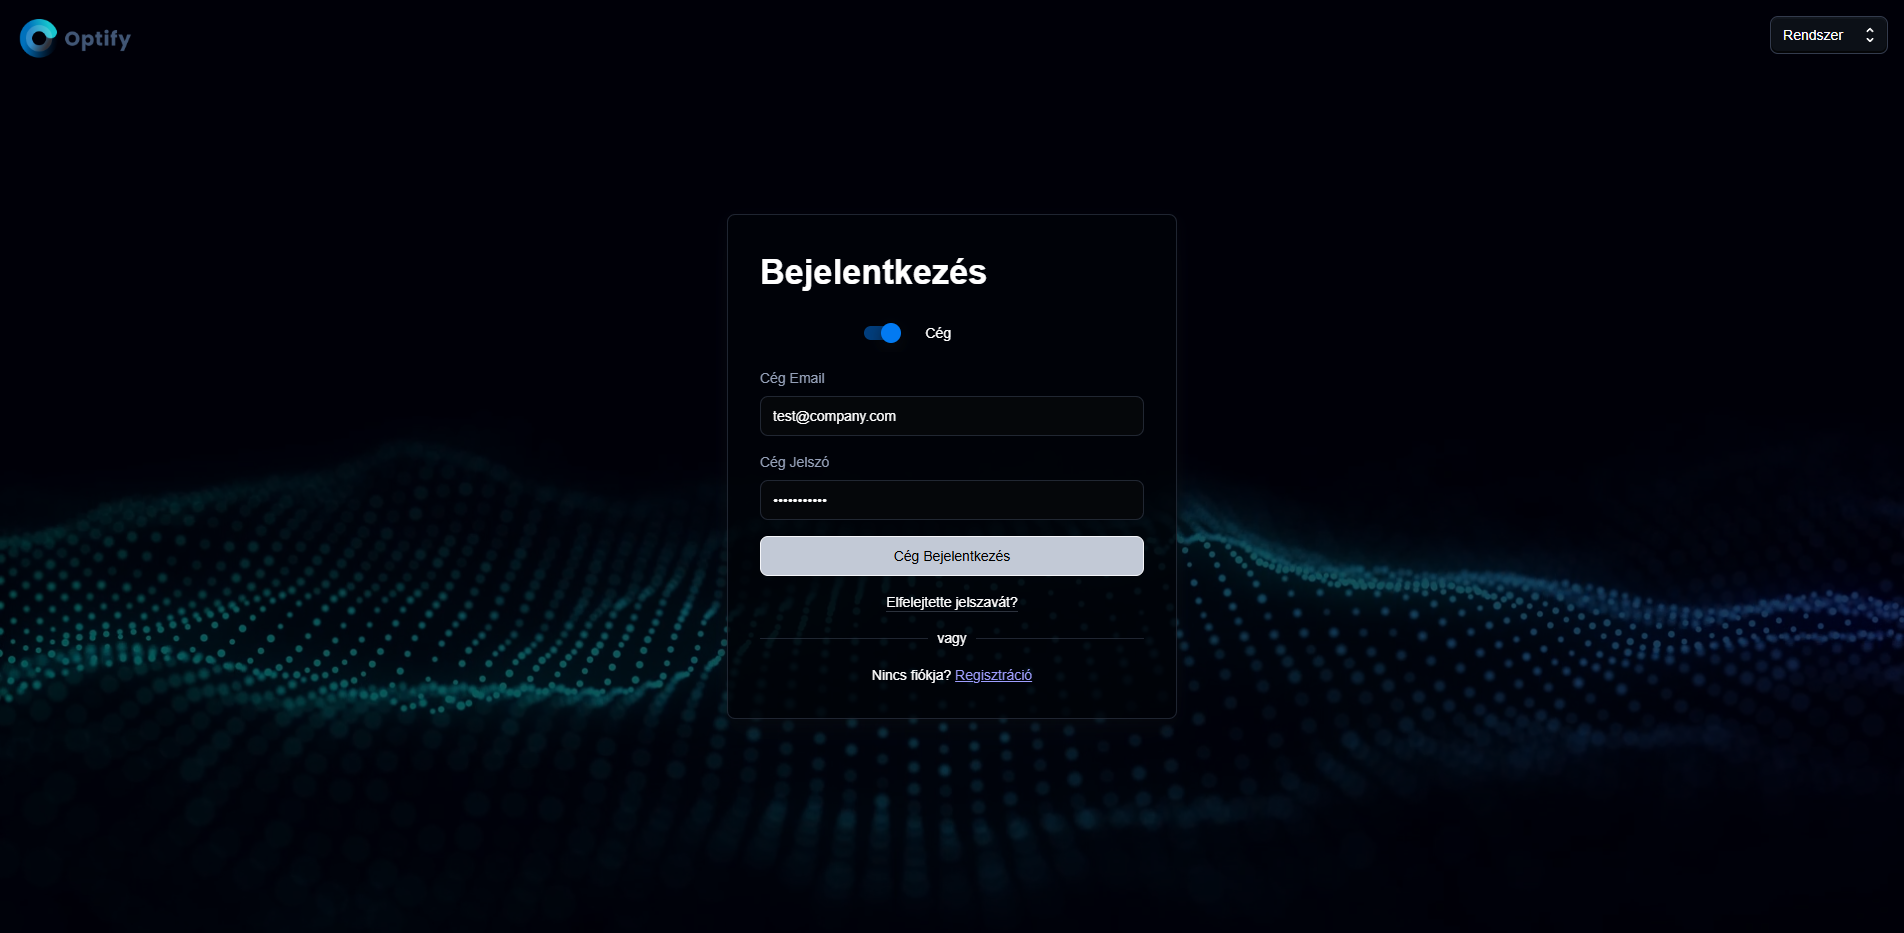 Optify
Rendszer
Bejelentkezés
Cég
Cég Email
test@company.com
Cég Jelszó
•••••••••••
Cég Bejelentkezés
Elfelejtette jelszavát?
vagy
Nincs fiókja? Regisztráció